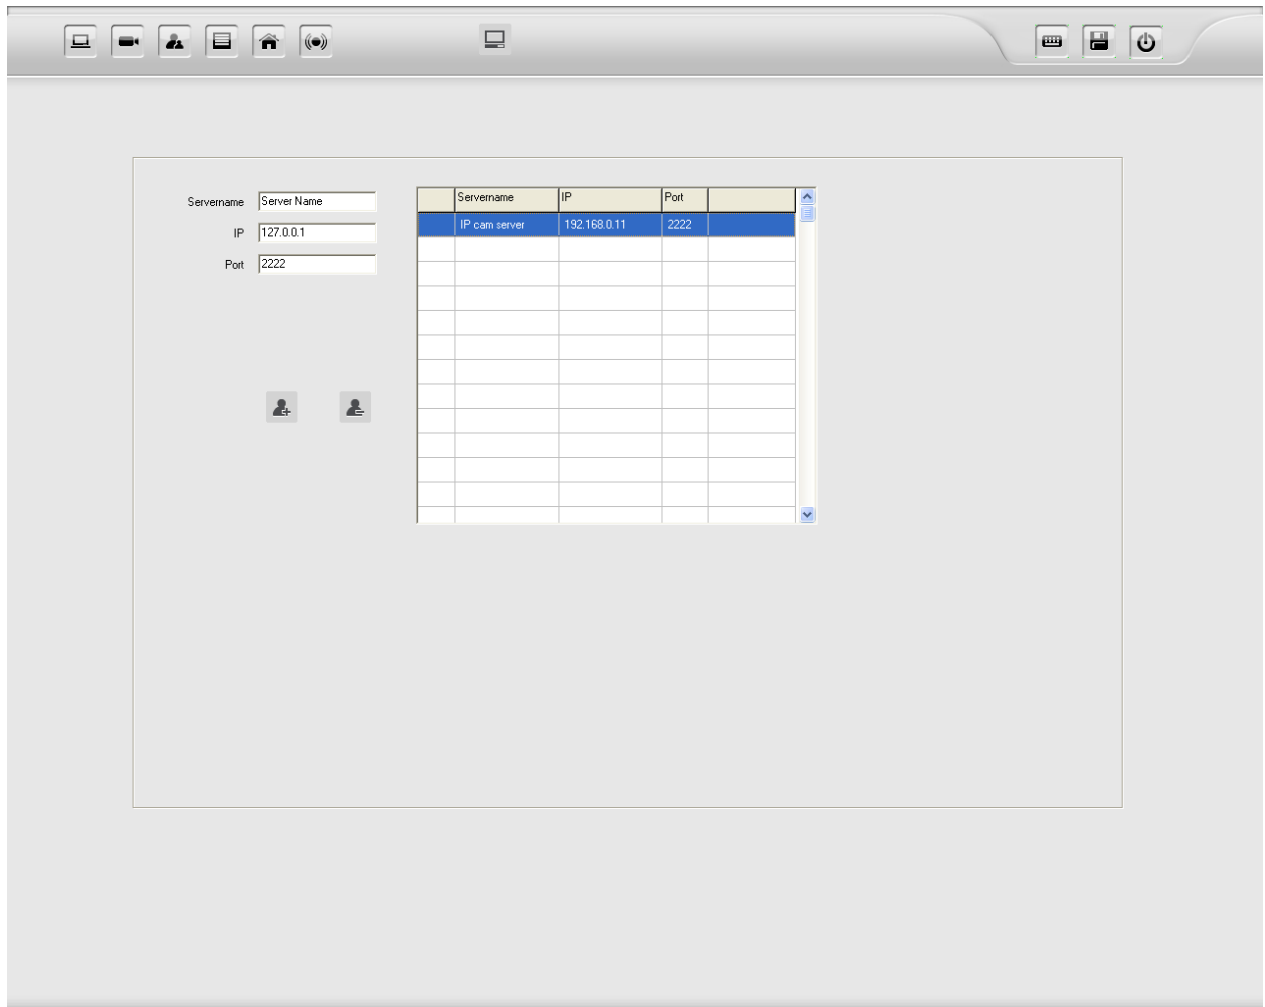 Servername Server Name
IP 127.0.0.1
Port 2222
Servername IP Port
IP cam server 192.168.0.11 2222